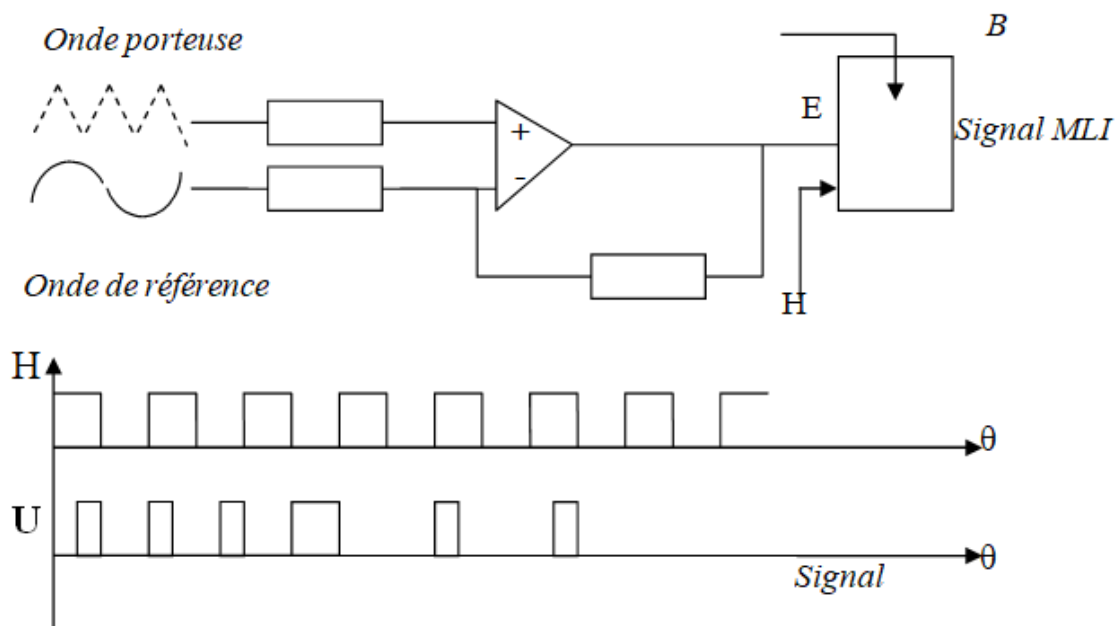 Onde porteuse
B
E
+
-
Signal MLI
Onde de référence
H
H
θ
U
θ
Signal